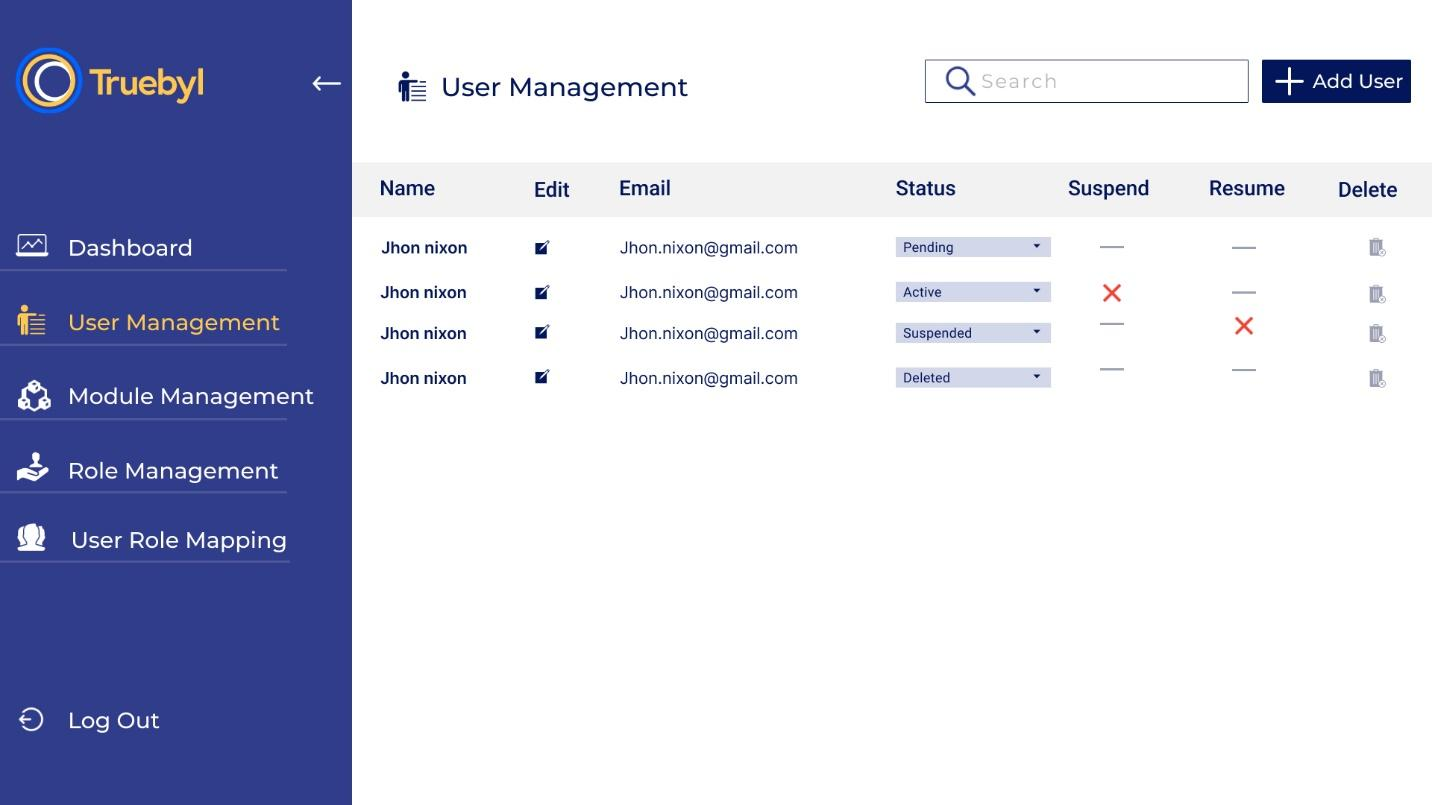 Truebyl
User Management
Search
Add User
Name Edit Email Status Suspend Resume Delete
Jhon nixon Jhon.nixon@gmail.com Pending
Jhon nixon Jhon.nixon@gmail.com Active
Jhon nixon Jhon.nixon@gmail.com Suspended
Jhon nixon Jhon.nixon@gmail.com Deleted
Dashboard
User Management
Module Management
Role Management
User Role Mapping
Log Out